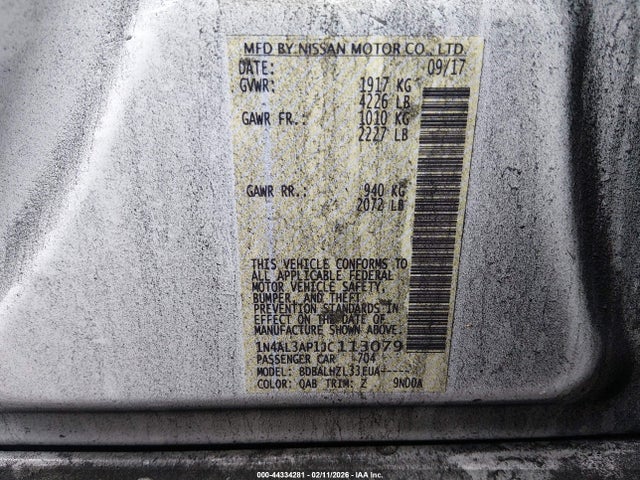 MFD BY NISSAN MOTOR CO., LTD.
DATE: 09/17
GVWR: 1917 KG
4226 LB
GAWR FR.: 1010 KG
2227 LB
GAWR RR.: 940 KG
2072 LB
THIS VEHICLE CONFORMS TO
ALL APPLICABLE FEDERAL
MOTOR VEHICLE SAFETY,
BUMPER, AND THEFT
PREVENTION STANDARDS IN
EFFECT ON THE DATE OF
MANUFACTURE SHOWN ABOVE.
1N4AL3AP1JC113079
PASSENGER CAR 704
MODEL: BDBALHZL33EUA-----
COLOR: QAB TRIM: Z 9N00A
000-44334281 - 02/11/2026 - IAA Inc.